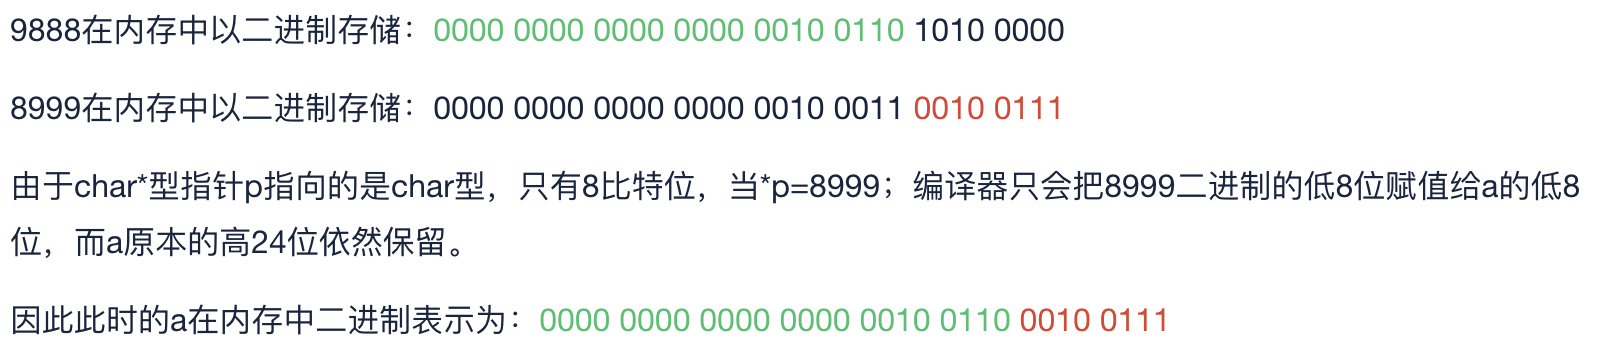 9888在内存中以二进制存储：0000 0000 0000 0000 0010 0110 1010 0000
8999在内存中以二进制存储：0000 0000 0000 0000 0010 0011 0010 0111
由于char*型指针p指向的是char型，只有8比特位，当*p=8999；编译器只会把8999二进制的低8位赋值给a的低8
位，而a原本的高24位依然保留。
因此此时的a在内存中二进制表示为：0000 0000 0000 0000 0010 0110 0010 0111